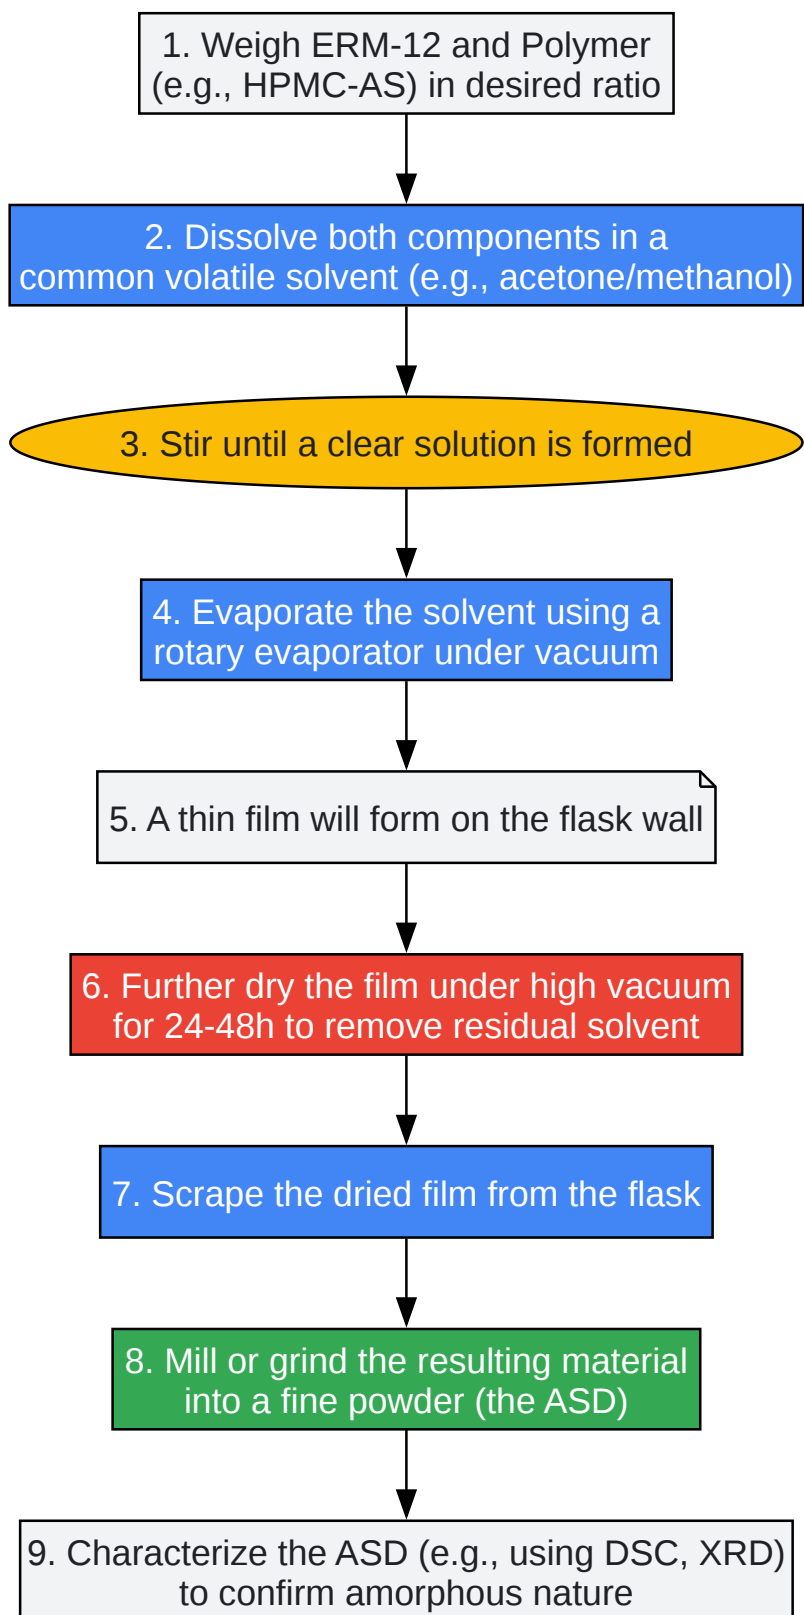 1. Weigh ERM-12 and Polymer
(e.g., HPMC-AS) in desired ratio
2. Dissolve both components in a
common volatile solvent (e.g., acetone/methanol)
3. Stir until a clear solution is formed
4. Evaporate the solvent using a
rotary evaporator under vacuum
5. A thin film will form on the flask wall
6. Further dry the film under high vacuum
for 24-48h to remove residual solvent
7. Scrape the dried film from the flask
8. Mill or grind the resulting material
into a fine powder (the ASD)
9. Characterize the ASD (e.g., using DSC, XRD)
to confirm amorphous nature